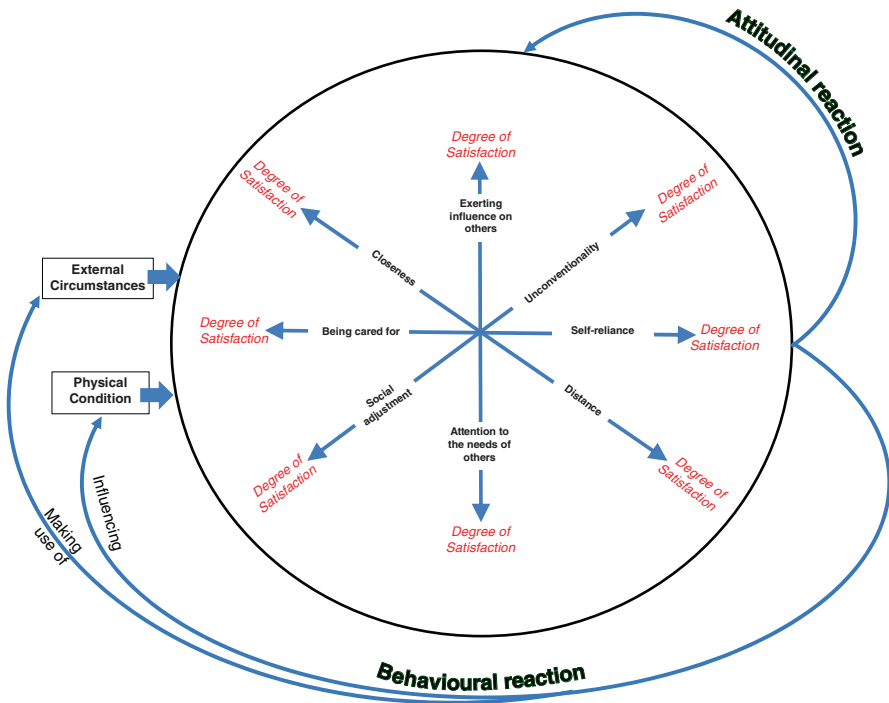 Attitudinal reaction
Degree of
Satisfaction
Degree of
Satisfaction
Degree of
Satisfaction
Exerting
influence on
others
Closeness
Unconventionality
External
Circumstances
Degree of
Satisfaction
Being cared for
Self-reliance
Degree of
Satisfaction
Physical
Condition
Social
adjustment
Distance
Attention to
the needs of
others
Degree of
Satisfaction
Degree of
Satisfaction
Degree of
Satisfaction
Influencing
Making
use of
Behavioural reaction